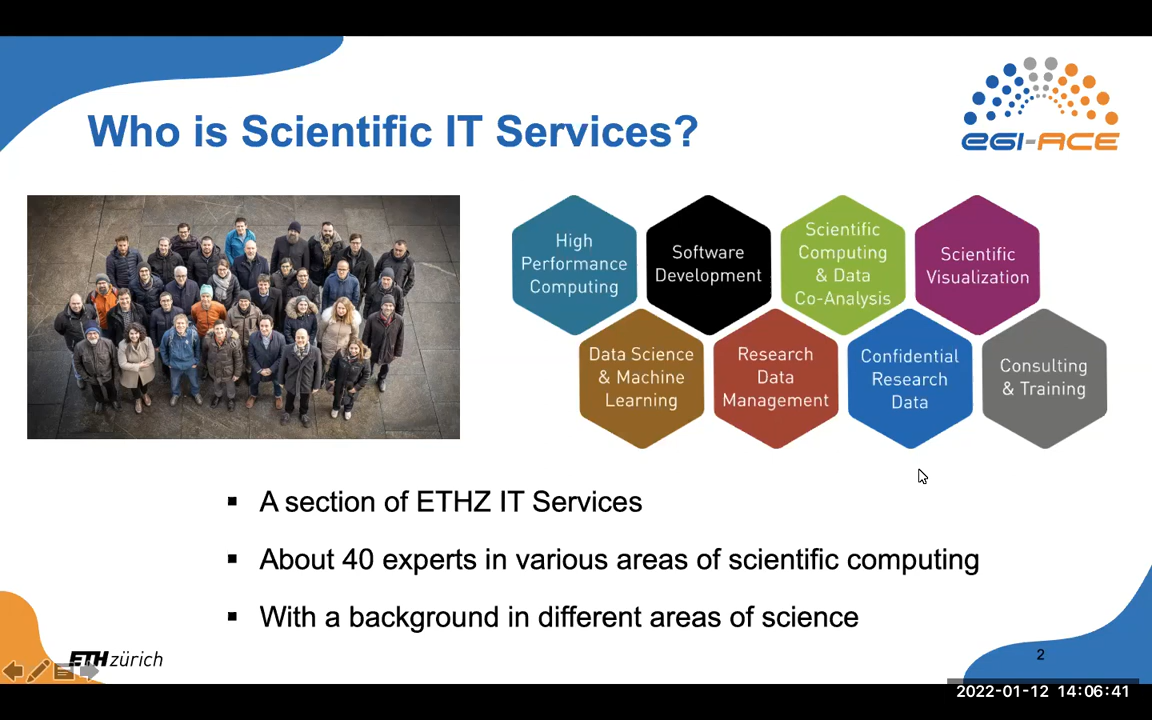 Who is Scientific IT Services?
EGI-ACE
High
Performance
Computing
Software
Development
Scientific
Computing
& Data
Co-Analysis
Scientific
Visualization
Data Science
& Machine
Learning
Research
Data
Management
Confidential
Research
Data
Consulting
& Training
▪ A section of ETHZ IT Services
▪ About 40 experts in various areas of scientific computing
▪ With a background in different areas of science
ETH zürich
2
2022-01-12 14:06:41